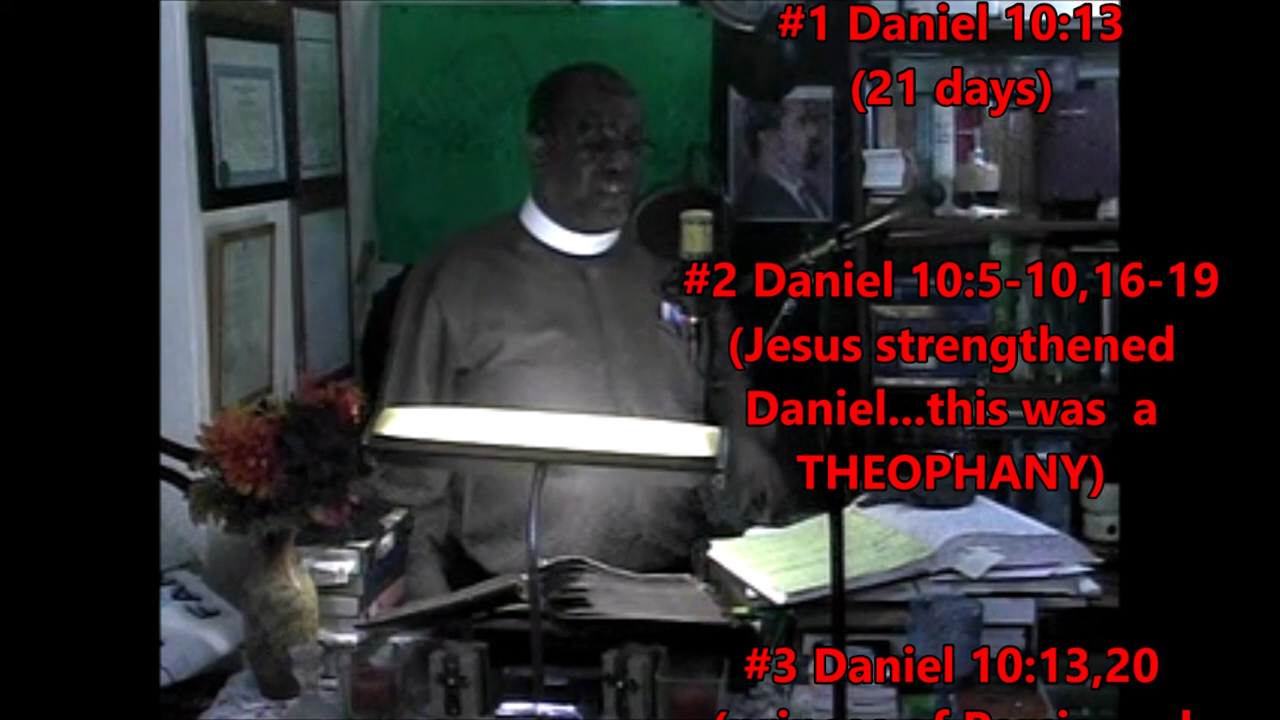 #1 Daniel 10:13
(21 days)
#2 Daniel 10:5-10,16-19
(Jesus strengthened
Daniel...this was a
THEOPHANY)
#3 Daniel 10:13,20